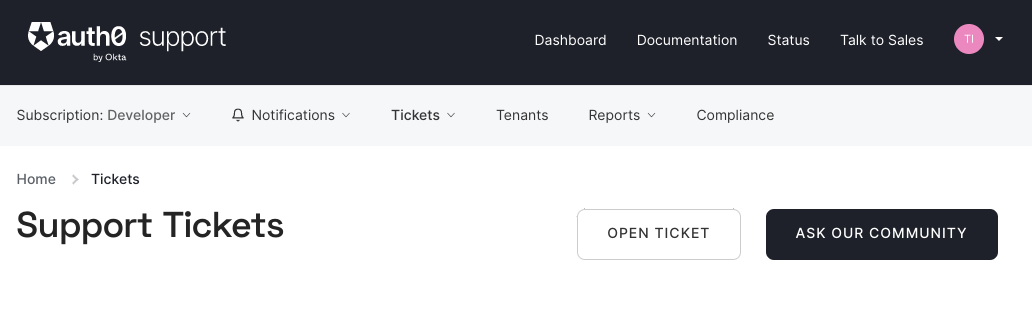 auth0 support
by Okta
Dashboard Documentation Status Talk to Sales TI
Subscription: Developer Notifications Tickets Tenants Reports Compliance
Home Tickets
Support Tickets
OPEN TICKET ASK OUR COMMUNITY